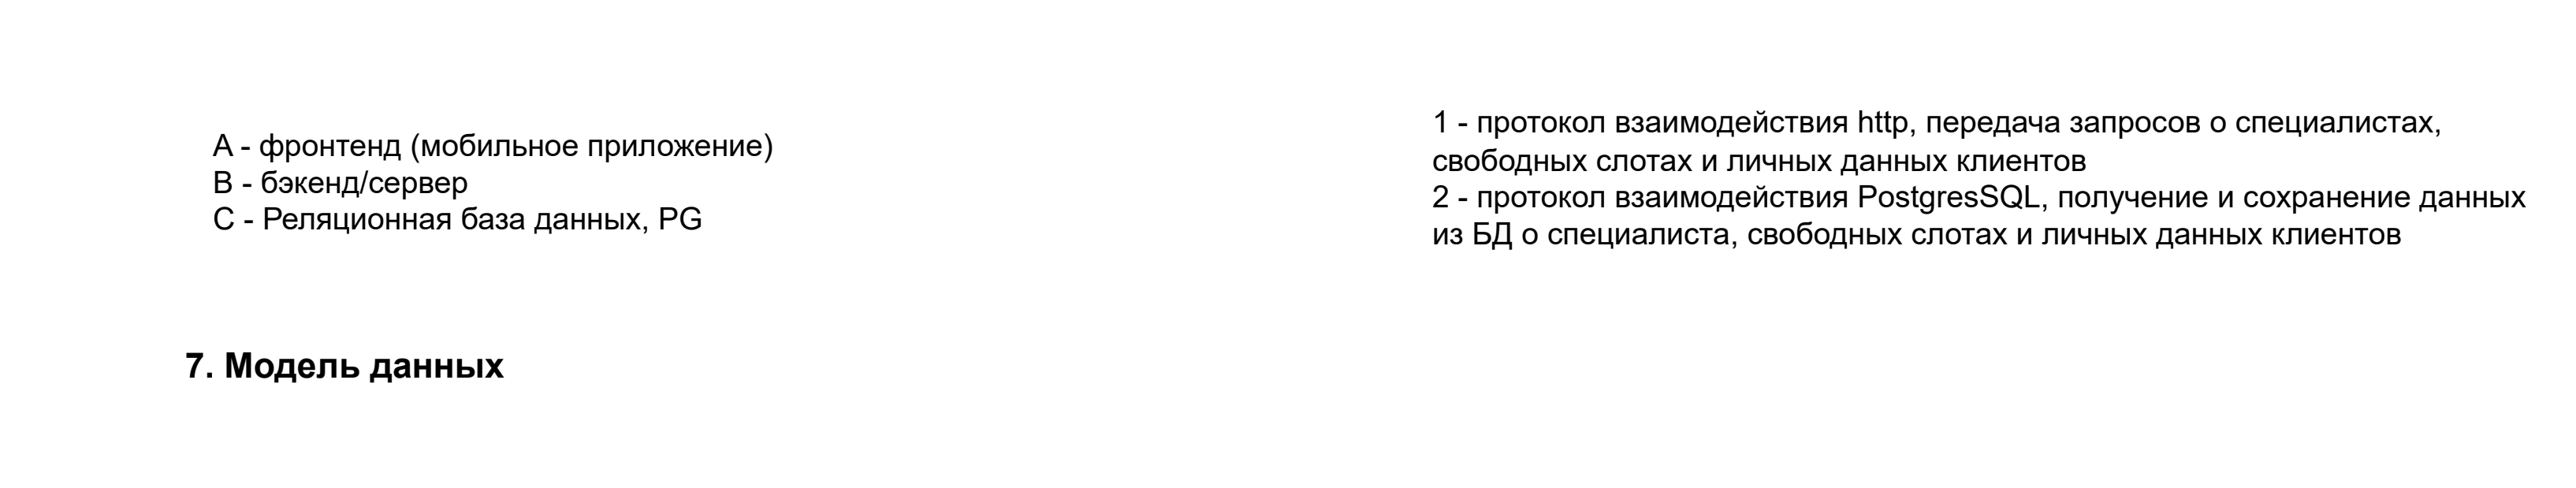 A - фронтенд (мобильное приложение)
B - бэкенд/сервер
C - Реляционная база данных, PG
1 - протокол взаимодействия http, передача запросов о специалистах,
свободных слотах и личных данных клиентов
2 - протокол взаимодействия PostgresSQL, получение и сохранение данных
из БД о специалиста, свободных слотах и личных данных клиентов
7. Модель данных